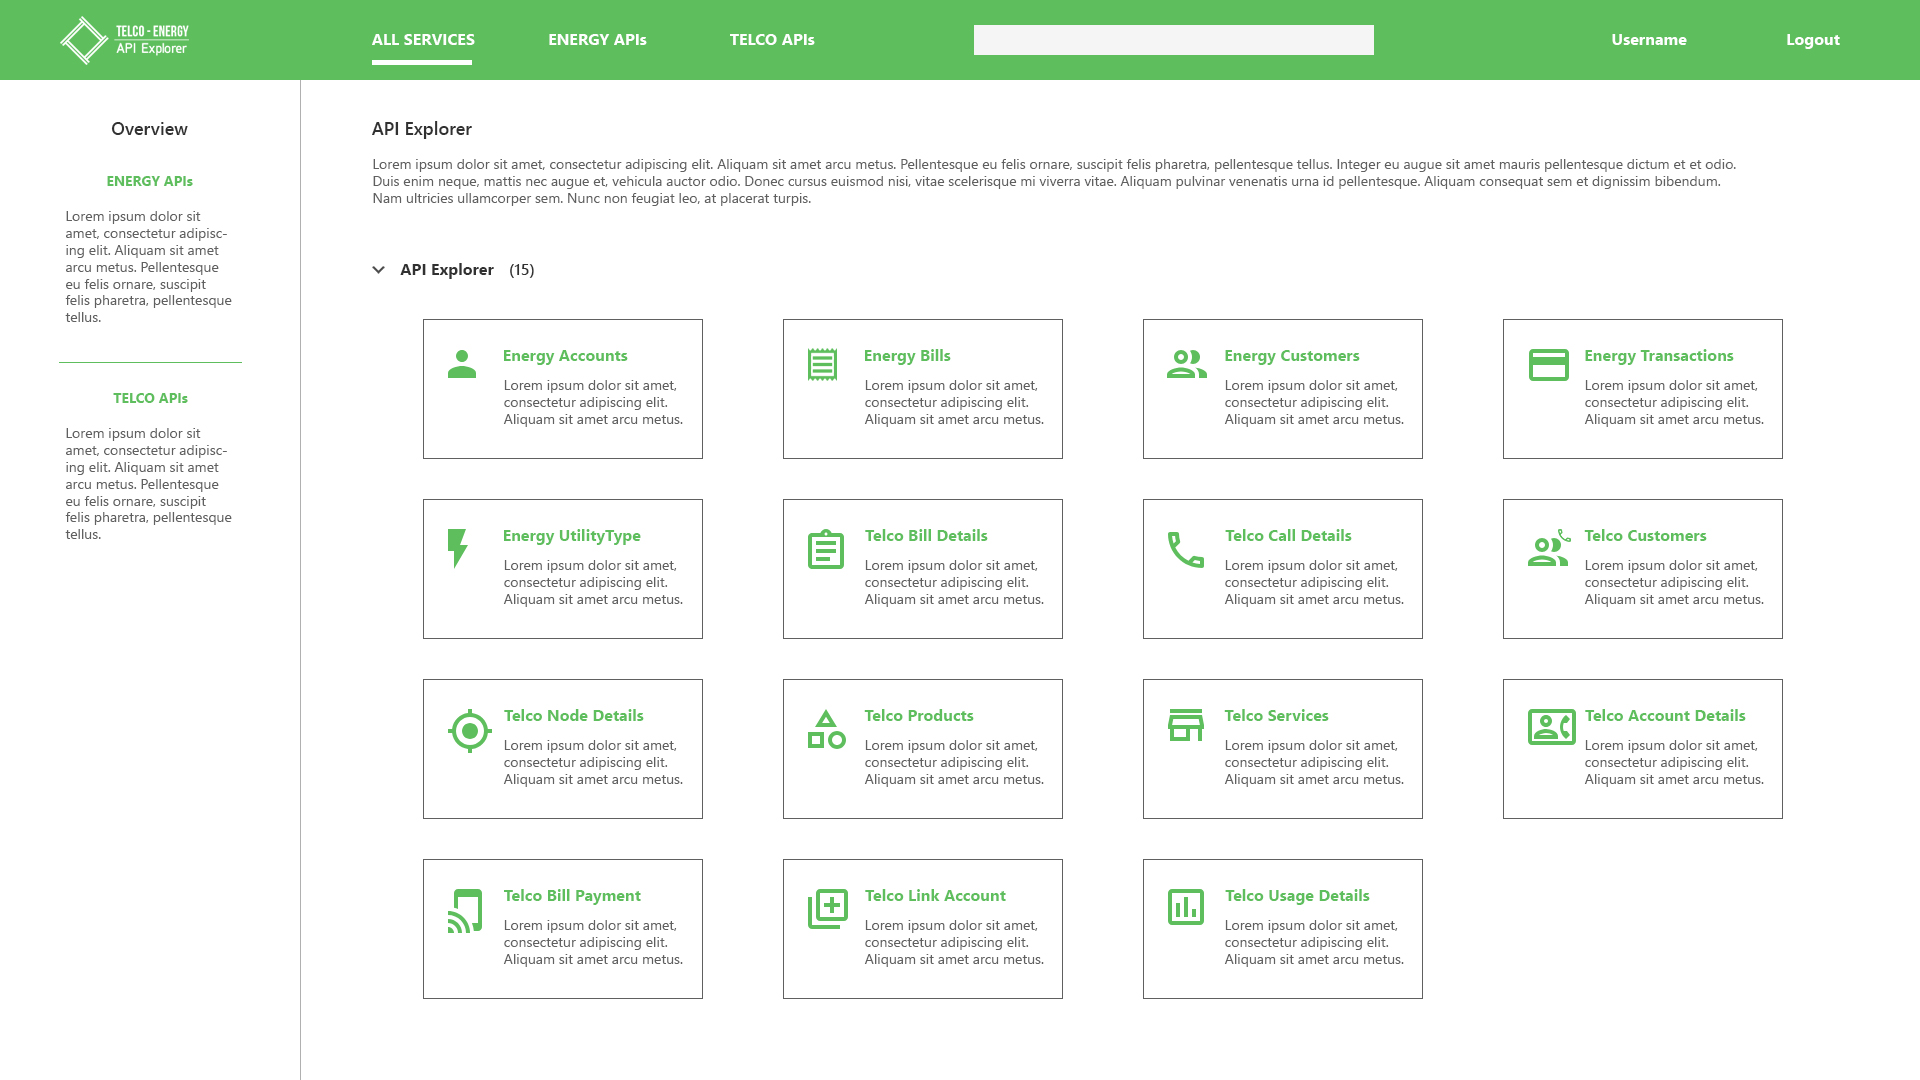 TELCO - ENERGY
API Explorer
ALL SERVICES
ENERGY APIs
TELCO APIs
Username
Logout
Overview
ENERGY APIs
Lorem ipsum dolor sit
amet, consectetur adipisc-
ing elit. Aliquam sit amet
arcu metus. Pellentesque
eu felis ornare, suscipit
felis pharetra, pellentesque
tellus.
TELCO APIs
Lorem ipsum dolor sit
amet, consectetur adipisc-
ing elit. Aliquam sit amet
arcu metus. Pellentesque
eu felis ornare, suscipit
felis pharetra, pellentesque
tellus.
API Explorer
Lorem ipsum dolor sit amet, consectetur adipiscing elit. Aliquam sit amet arcu metus. Pellentesque eu felis ornare, suscipit felis pharetra, pellentesque tellus. Integer eu augue sit amet mauris pellentesque dictum et et odio.
Duis enim neque, mattis nec augue et, vehicula auctor odio. Donec cursus euismod nisi, vitae scelerisque mi viverra vitae. Aliquam pulvinar venenatis urna id pellentesque. Aliquam consequat sem et dignissim bibendum.
Nam ultricies ullamcorper sem. Nunc non feugiat leo, at placerat turpis.
API Explorer (15)
Energy Accounts
Lorem ipsum dolor sit amet,
consectetur adipiscing elit.
Aliquam sit amet arcu metus.
Energy Bills
Lorem ipsum dolor sit amet,
consectetur adipiscing elit.
Aliquam sit amet arcu metus.
Energy Customers
Lorem ipsum dolor sit amet,
consectetur adipiscing elit.
Aliquam sit amet arcu metus.
Energy Transactions
Lorem ipsum dolor sit amet,
consectetur adipiscing elit.
Aliquam sit amet arcu metus.
Energy UtilityType
Lorem ipsum dolor sit amet,
consectetur adipiscing elit.
Aliquam sit amet arcu metus.
Telco Bill Details
Lorem ipsum dolor sit amet,
consectetur adipiscing elit.
Aliquam sit amet arcu metus.
Telco Call Details
Lorem ipsum dolor sit amet,
consectetur adipiscing elit.
Aliquam sit amet arcu metus.
Telco Customers
Lorem ipsum dolor sit amet,
consectetur adipiscing elit.
Aliquam sit amet arcu metus.
Telco Node Details
Lorem ipsum dolor sit amet,
consectetur adipiscing elit.
Aliquam sit amet arcu metus.
Telco Products
Lorem ipsum dolor sit amet,
consectetur adipiscing elit.
Aliquam sit amet arcu metus.
Telco Services
Lorem ipsum dolor sit amet,
consectetur adipiscing elit.
Aliquam sit amet arcu metus.
Telco Account Details
Lorem ipsum dolor sit amet,
consectetur adipiscing elit.
Aliquam sit amet arcu metus.
Telco Bill Payment
Lorem ipsum dolor sit amet,
consectetur adipiscing elit.
Aliquam sit amet arcu metus.
Telco Link Account
Lorem ipsum dolor sit amet,
consectetur adipiscing elit.
Aliquam sit amet arcu metus.
Telco Usage Details
Lorem ipsum dolor sit amet,
consectetur adipiscing elit.
Aliquam sit amet arcu metus.